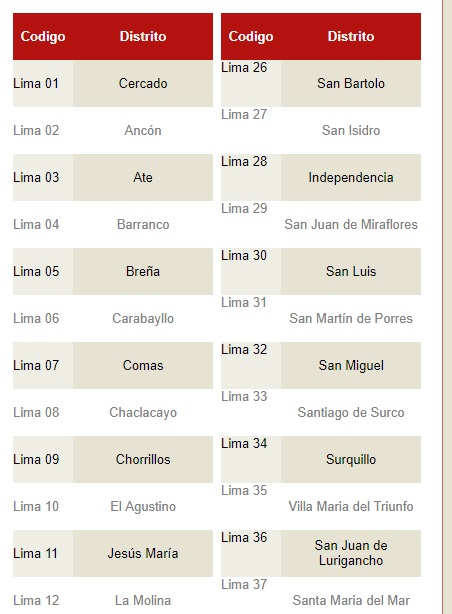 Codigo Distrito Codigo Distrito
Lima 01 Cercado Lima 26 San Bartolo
Lima 02 Ancón Lima 27 San Isidro
Lima 03 Ate Lima 28 Independencia
Lima 04 Barranco Lima 29 San Juan de Miraflores
Lima 05 Breña Lima 30 San Luis
Lima 06 Carabayllo Lima 31 San Martín de Porres
Lima 07 Comas Lima 32 San Miguel
Lima 08 Chaclacayo Lima 33 Santiago de Surco
Lima 09 Chorrillos Lima 34 Surquillo
Lima 10 El Agustino Lima 35 Villa Maria del Triunfo
Lima 11 Jesús María Lima 36 San Juan de
Lurigancho
Lima 12 La Molina Lima 37 Santa Maria del Mar